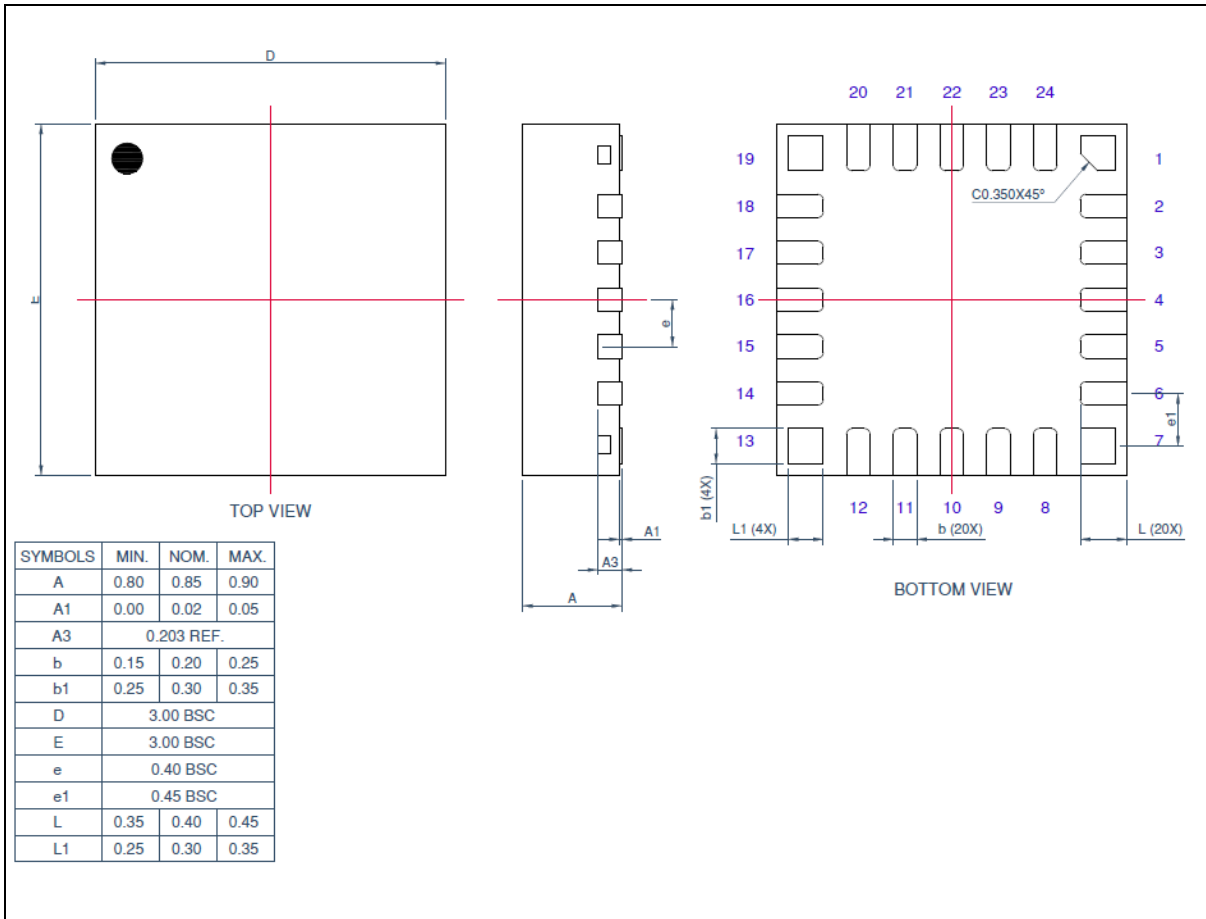 D
E
TOP VIEW
e
A1
A3
A
20 21 22 23 24
19 1
C0.350X45º
18 2
17 3
16 4
15 5
14 6
e1
13 7
b1 (4X)
12 11 10 9 8
L1 (4X) b (20X) L (20X)
BOTTOM VIEW
SYMBOLS MIN. NOM. MAX.
A 0.80 0.85 0.90
A1 0.00 0.02 0.05
A3 0.203 REF.
b 0.15 0.20 0.25
b1 0.25 0.30 0.35
D 3.00 BSC
E 3.00 BSC
e 0.40 BSC
e1 0.45 BSC
L 0.35 0.40 0.45
L1 0.25 0.30 0.35